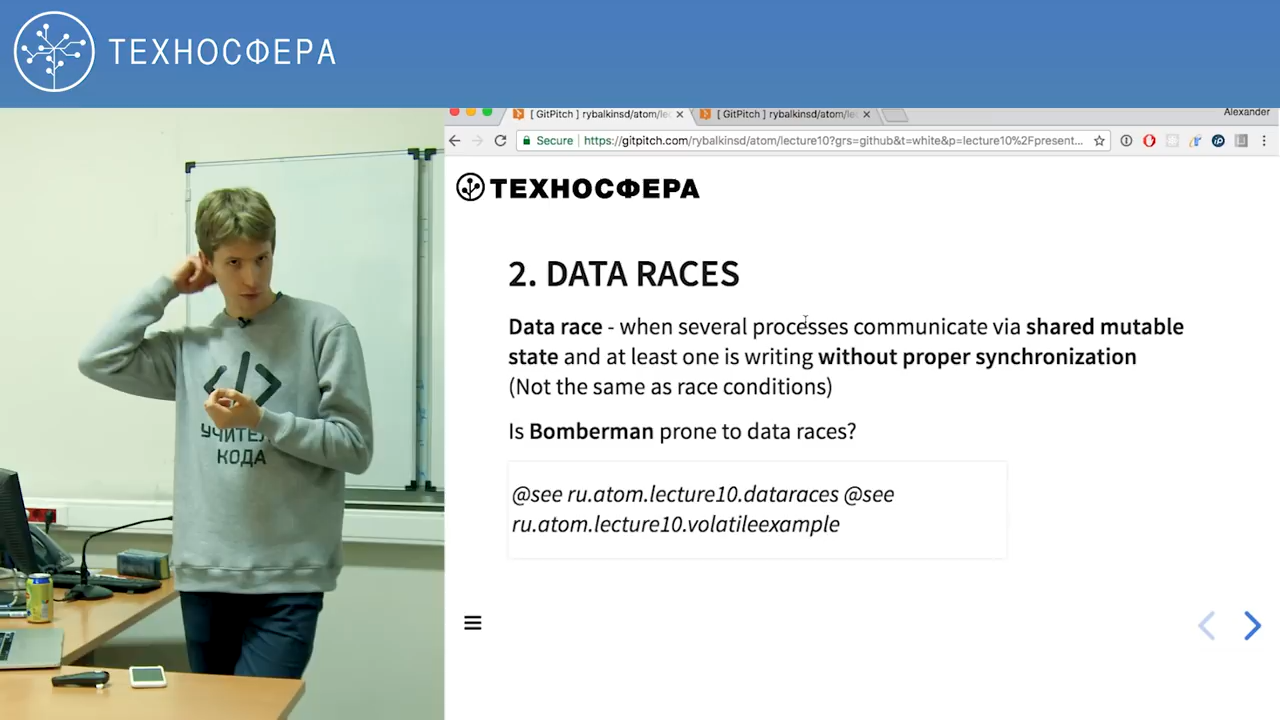 ТЕХНОСФЕРА
[ GitPitch ] rybalkinsd/atom/lec
[ GitPitch ] rybalkinsd/atom/lec
Alexander
Secure
https://gitpitch.com/rybalkinsd/atom/lecture10?grs=github&t=white&p=lecture10%2Fpresent...
ТЕХНОСФЕРА
2. DATA RACES
Data race - when several processes communicate via shared mutable
state and at least one is writing without proper synchronization
(Not the same as race conditions)
Is Bomberman prone to data races?
@see ru.atom.lecture10.dataraces @see
ru.atom.lecture10.volatileexample
</>
УЧИТЕЛ
КОДА